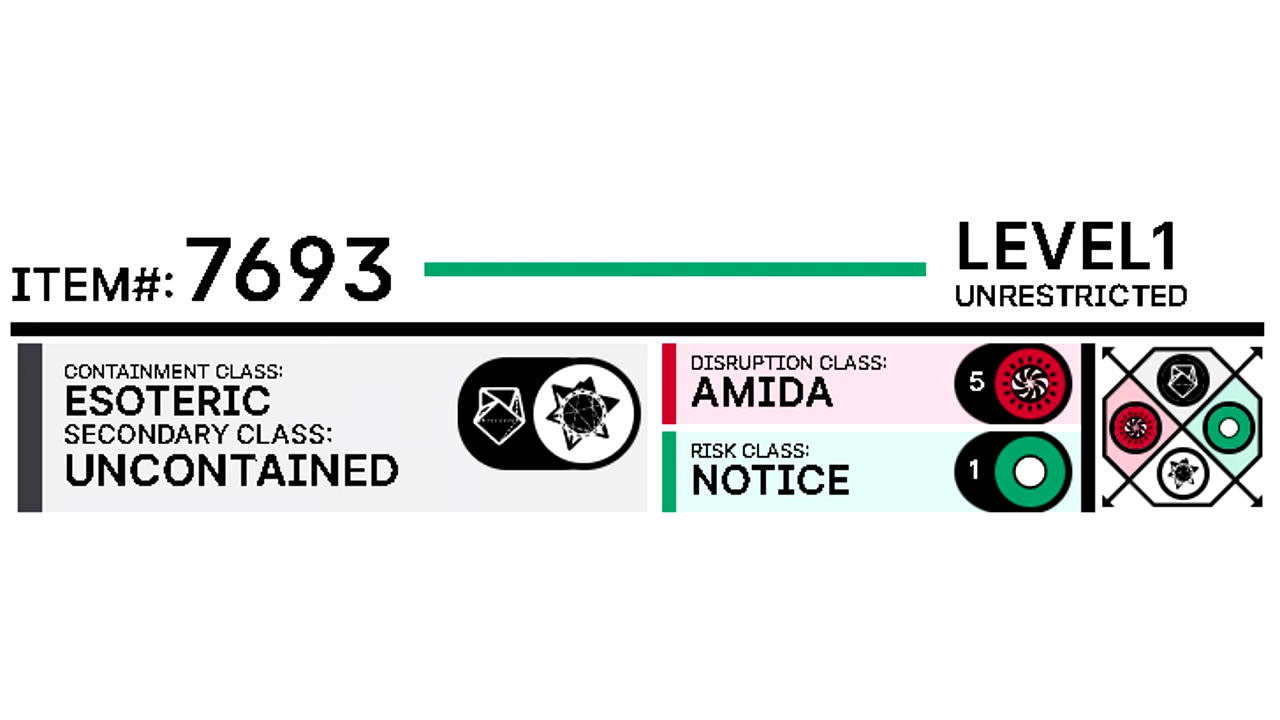 ITEM#: 7693
LEVEL1
UNRESTRICTED
CONTAINMENT CLASS:
ESOTERIC
SECONDARY CLASS:
UNCONTAINED
DISRUPTION CLASS:
AMIDA
5
RISK CLASS:
NOTICE
1